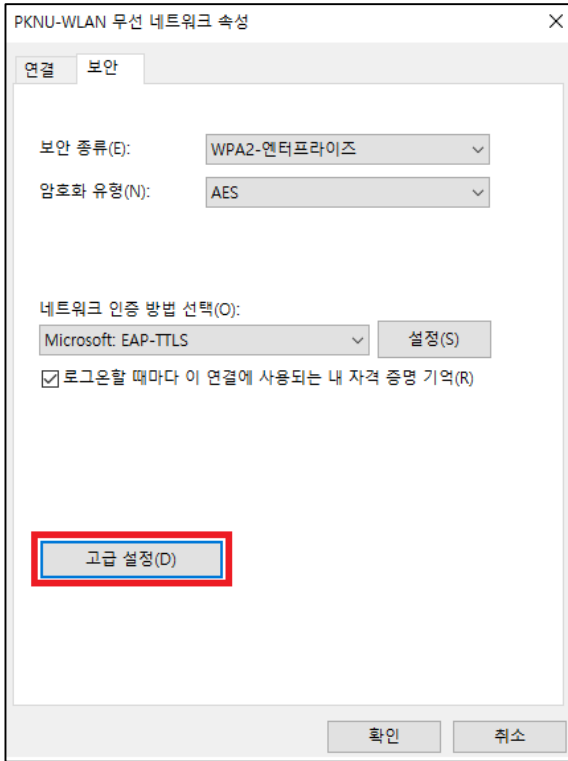 PKNU-WLAN 무선 네트워크 속성
연결 보안
보안 종류(E): WPA2-엔터프라이즈
암호화 유형(N): AES
네트워크 인증 방법 선택(O):
Microsoft: EAP-TTLS 설정(S)
로그온할 때마다 이 연결에 사용되는 내 자격 증명 기억(R)
고급 설정(D)
확인 취소